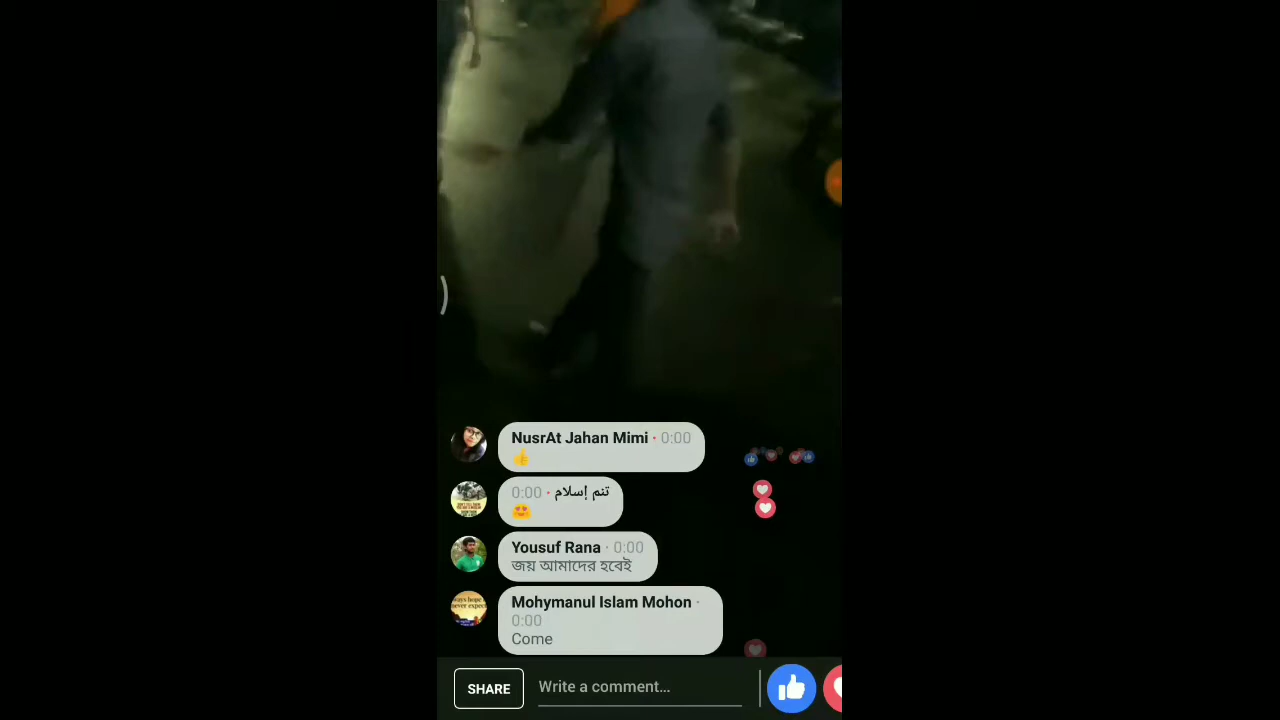 NusrAt Jahan Mimi · 0:00
👍
تنم إسلام · 0:00
😍
Yousuf Rana · 0:00
জয় আমাদের হবেই
Mohymanul Islam Mohon ·
0:00
Come
SHARE
Write a comment...